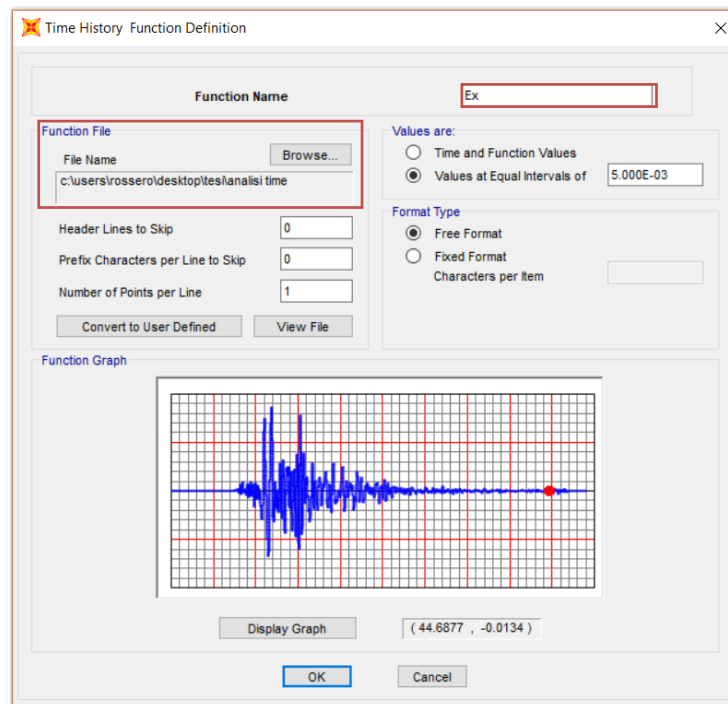 Time History Function Definition
Function Name
Ex
Function File
File Name
Browse...
c:\users\rossero\desktop\tesi\analisi time
Header Lines to Skip
0
Prefix Characters per Line to Skip
0
Number of Points per Line
1
Convert to User Defined
View File
Values are:
Time and Function Values
Values at Equal Intervals of
5.000E-03
Format Type
Free Format
Fixed Format
Characters per Item
Function Graph
Display Graph
( 44.6877 , -0.0134 )
OK
Cancel